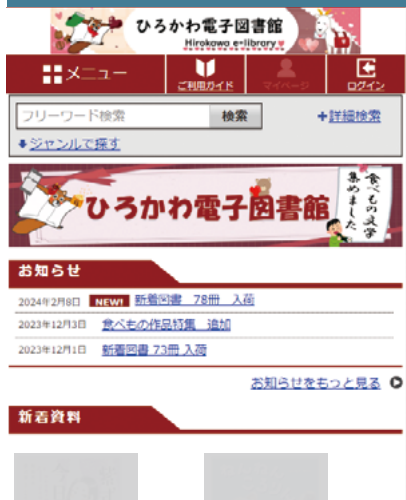 ひろかわ電子図書館
Hirokawa e-library
メニュー
ご利用ガイド
マイページ
ログイン
フリーワード検索
検索
+詳細検索
ジャンルで探す
ひろかわ電子図書館
食べもの文学
集めました
お知らせ
2024年2月8日 NEW! 新着図書 78冊 入荷
2023年12月3日 食べもの作品特集 追加
2023年12月1日 新着図書 73冊 入荷
お知らせをもっと見る
新着資料